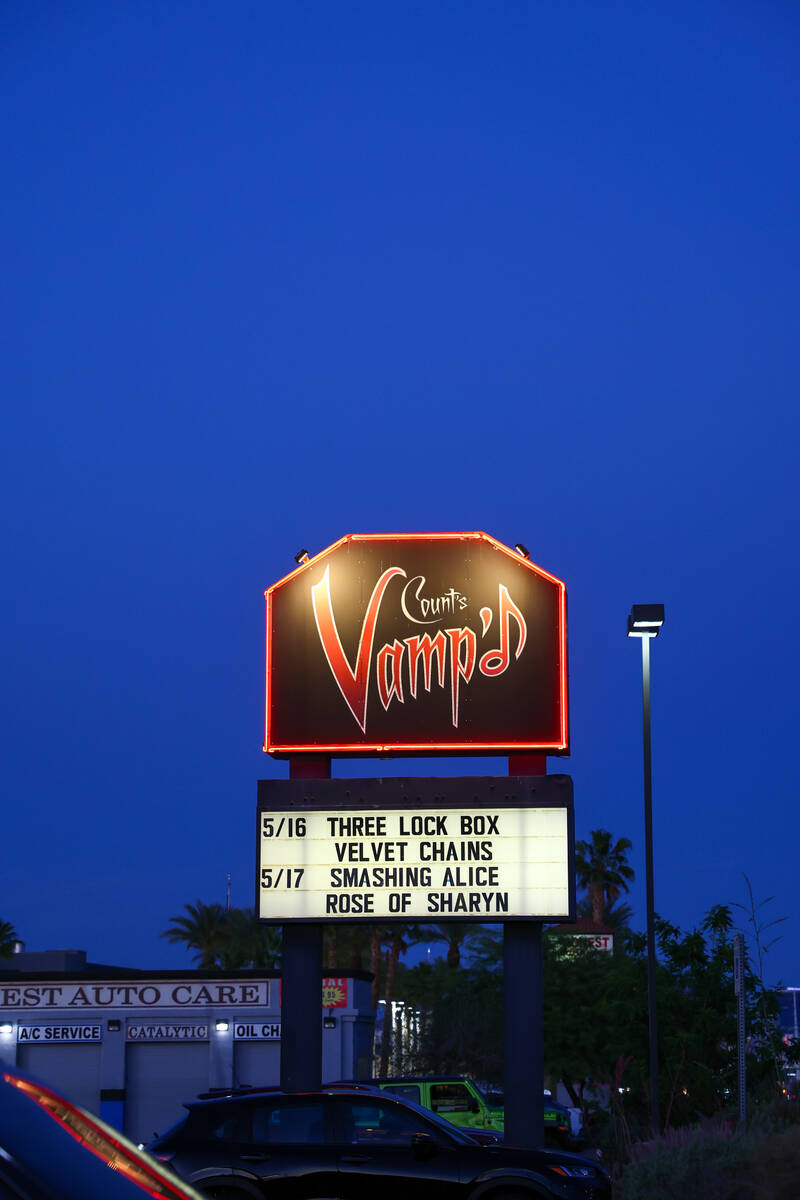 Count's
Vamp'd
5/16 THREE LOCK BOX
VELVET CHAINS
5/17 SMASHING ALICE
ROSE OF SHARYN
EST
EST AUTO CARE
A/C SERVICE
CATALYTIC
OIL CH